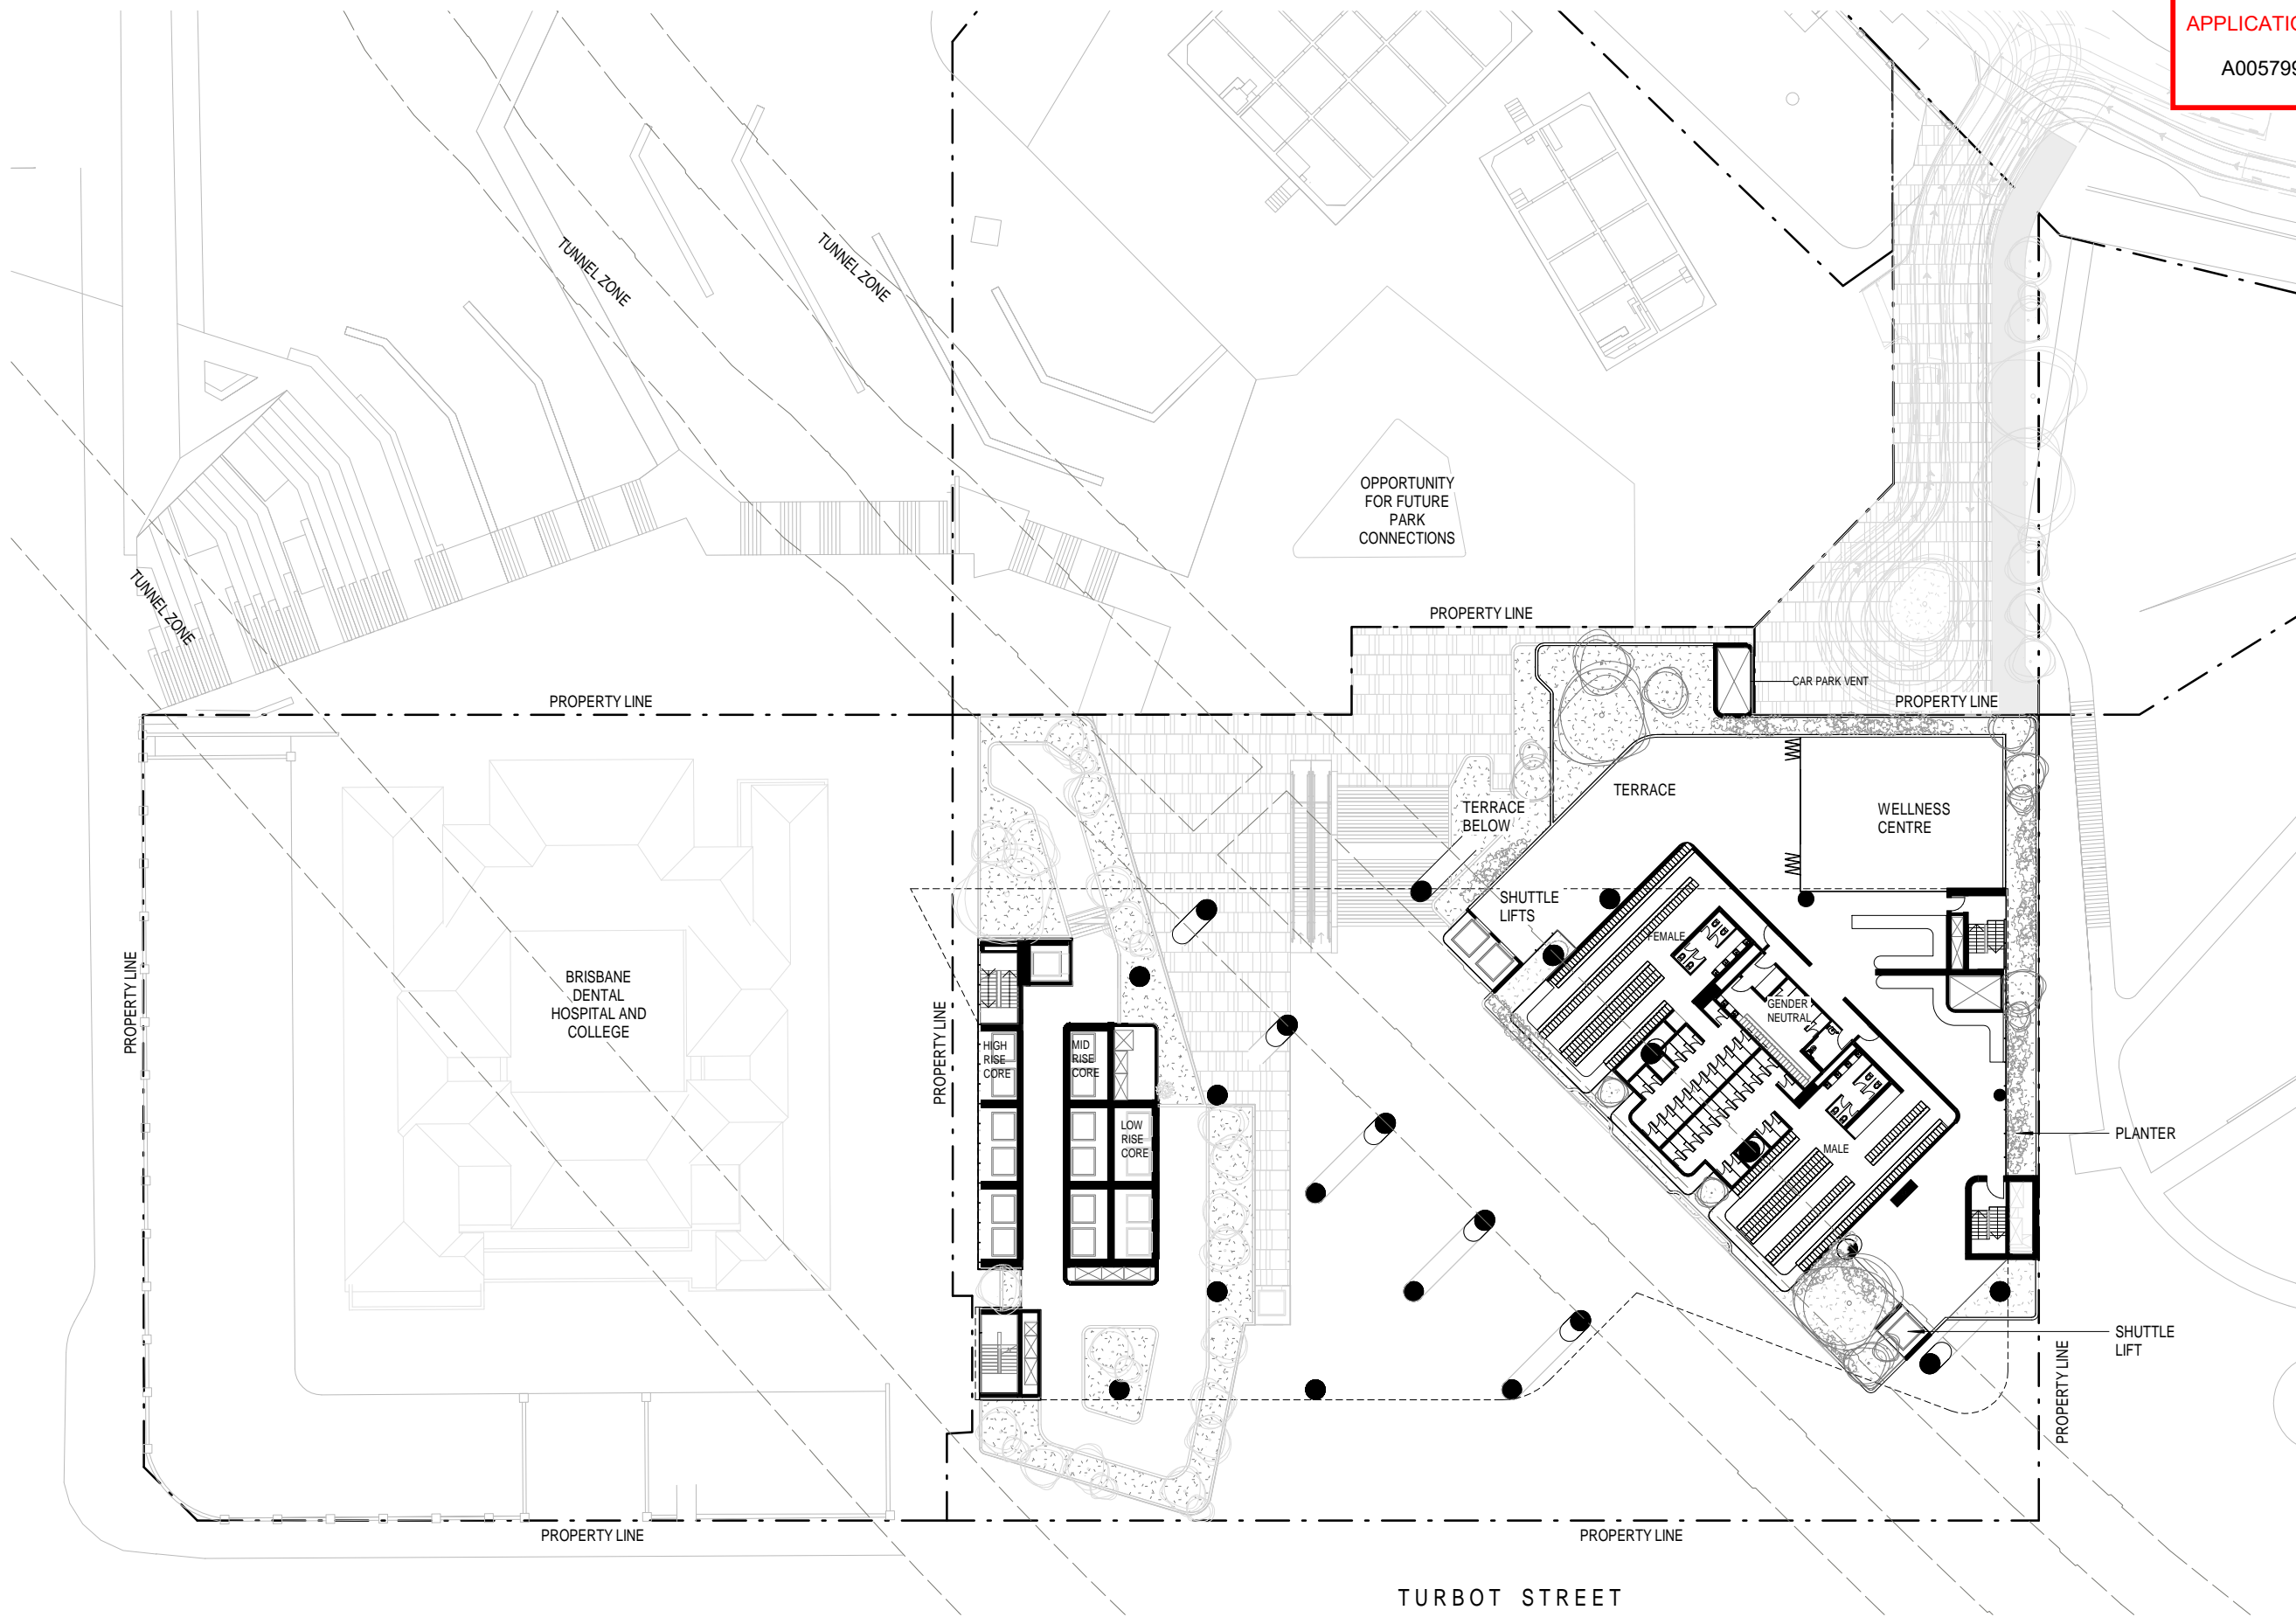 APPLICATIO
A005799
TUNNEL ZONE
TUNNEL ZONE
TUNNEL ZONE
OPPORTUNITY
FOR FUTURE
PARK
CONNECTIONS
PROPERTY LINE
CAR PARK VENT
PROPERTY LINE
PROPERTY LINE
TERRACE
TERRACE
BELOW
WELLNESS
CENTRE
SHUTTLE
LIFTS
FEMALE
GENDER
NEUTRAL
MALE
BRISBANE
DENTAL
HOSPITAL AND
COLLEGE
PROPERTY LINE
PROPERTY LINE
HIGH
RISE
CORE
MID
RISE
CORE
LOW
RISE
CORE
PLANTER
SHUTTLE
LIFT
PROPERTY LINE
PROPERTY LINE
PROPERTY LINE
TURBOT STREET